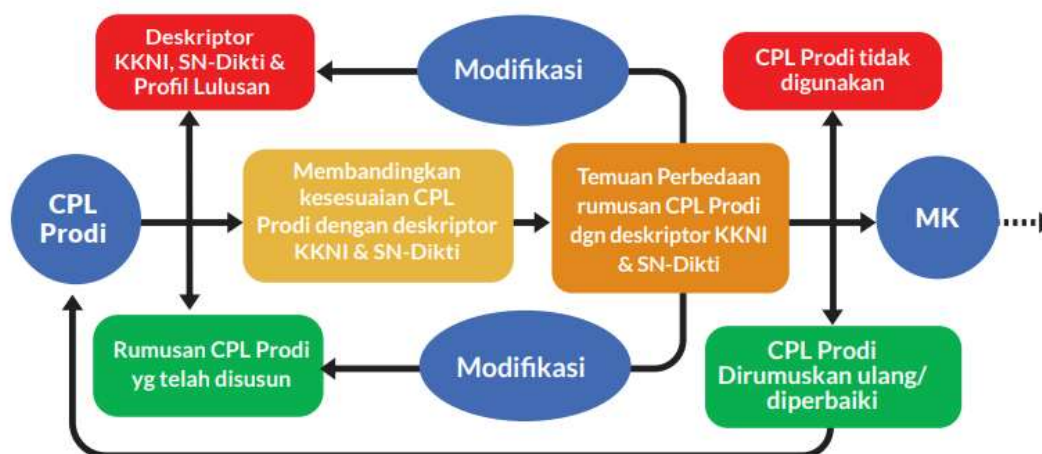 Deskriptor
KKNI, SN-Dikti &
Profil Lulusan
Modifikasi
CPL Prodi tidak
digunakan
CPL
Prodi
Membandingkan
kesesuaian CPL
Prodi dengan deskriptor
KKNI & SN-Dikti
Temuan Perbedaan
rumusan CPL Prodi
dgn deskriptor KKNI
& SN-Dikti
MK
Rumusan CPL Prodi
yg telah disusun
Modifikasi
CPL Prodi
Dirumuskan ulang/
diperbaiki